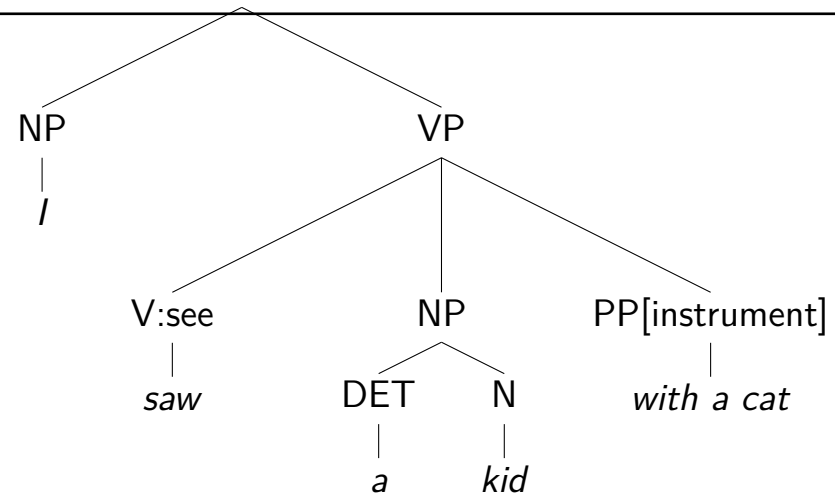 NP VP
I
V:see NP PP[instrument]
saw DET N with a cat
a kid